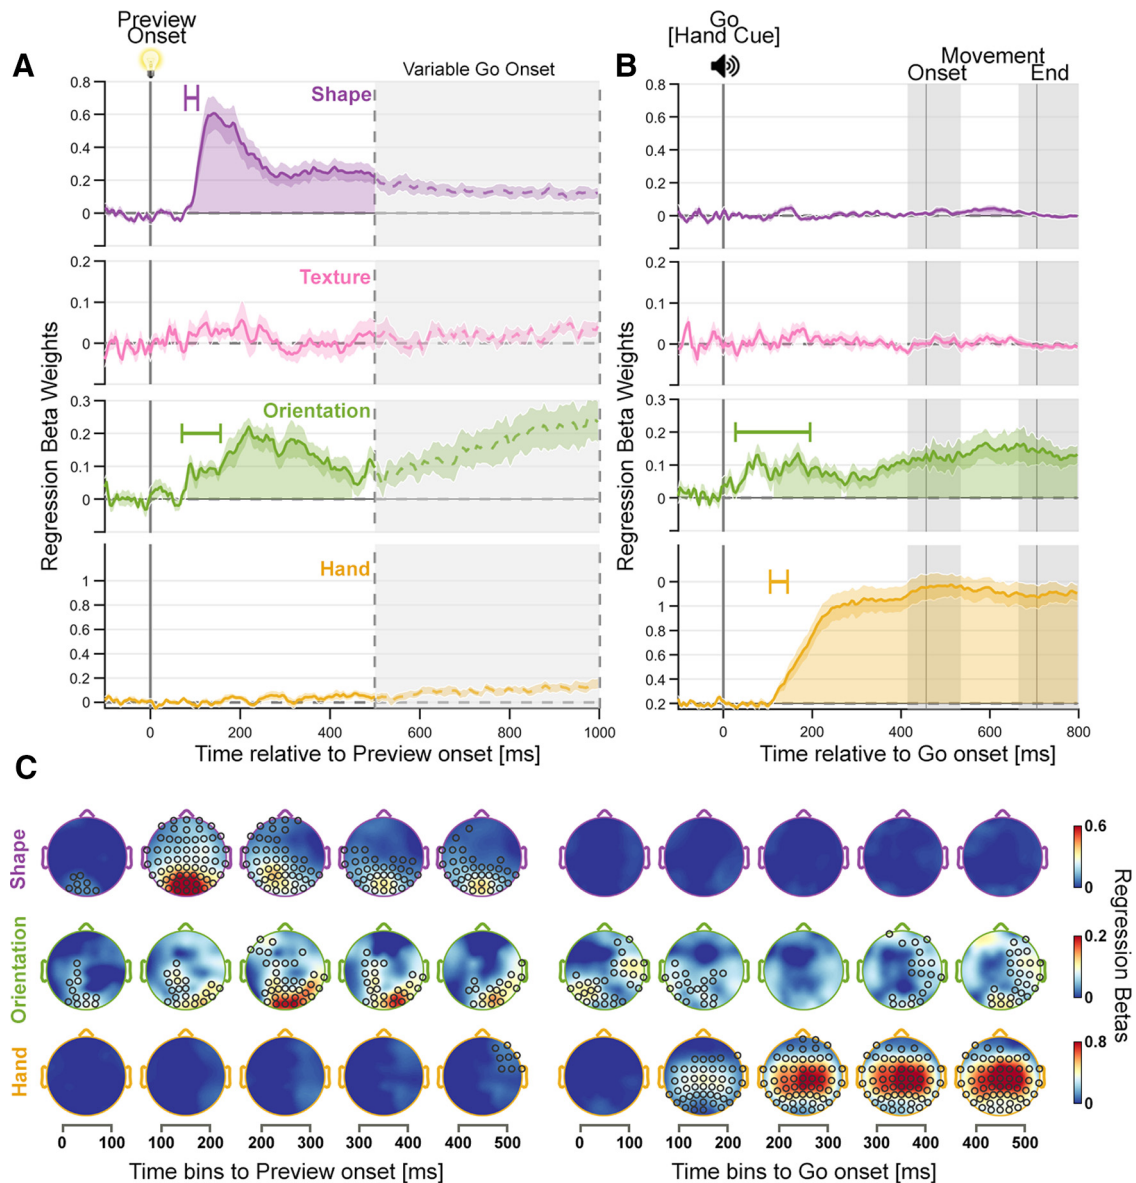 Preview
Onset
Go
[Hand Cue]
A
Variable Go Onset
B
Movement
Onset
End
Regression Beta Weights
0.8
0.6
0.4
0.2
0
Shape
0.2
0.1
0
Texture
0.3
0.2
0.1
0
Orientation
1
0.8
0.6
0.4
0.2
0
Hand
0 200 400 600 800 1000
Time relative to Preview onset [ms]
Regression Beta Weights
0.8
0.6
0.4
0.2
0
0.2
0.1
0
0.3
0.2
0.1
0
0
1
0.8
0.6
0.4
0.2
0 200 400 600 800
Time relative to Go onset [ms]
C
Shape
0.6
0
Orientation
0.2
0
Hand
0.8
0
Regression Betas
0 100 100 200 200 300 300 400 400 500
0 100 100 200 200 300 300 400 400 500
Time bins to Preview onset [ms]
Time bins to Go onset [ms]